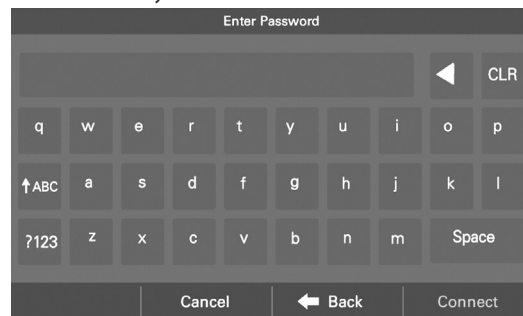 Enter Password
CLR
q w e r t y u i o p
ABC a s d f g h j k l
?123 z x c v b n m Space
Cancel Back Connect